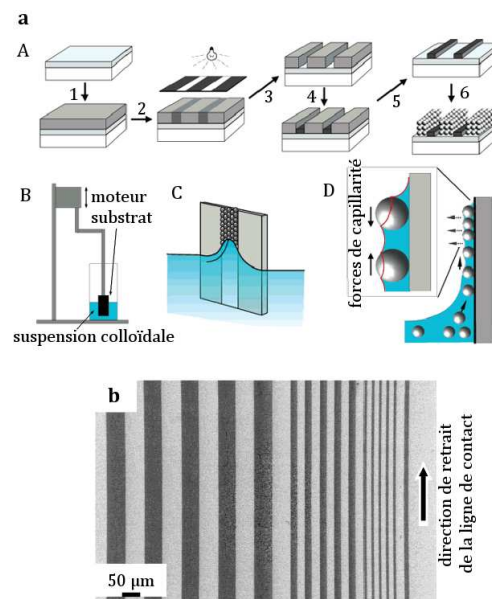 a
A
1
2
3
4
5
6
B
moteur
substrat
suspension colloïdale
C
D
forces de capillarité
b
50 µm
direction de retrait
de la ligne de contact